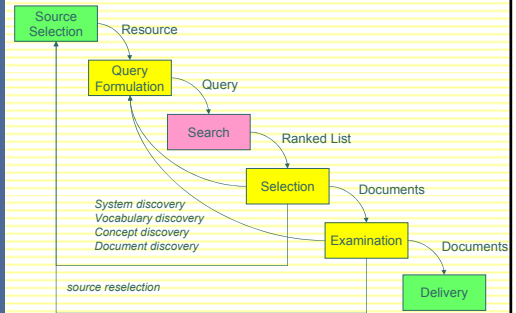 Source
Selection
Resource
Query
Formulation
Query
Search
Ranked List
Selection
Documents
System discovery
Vocabulary discovery
Concept discovery
Document discovery
Examination
Documents
source reselection
Delivery